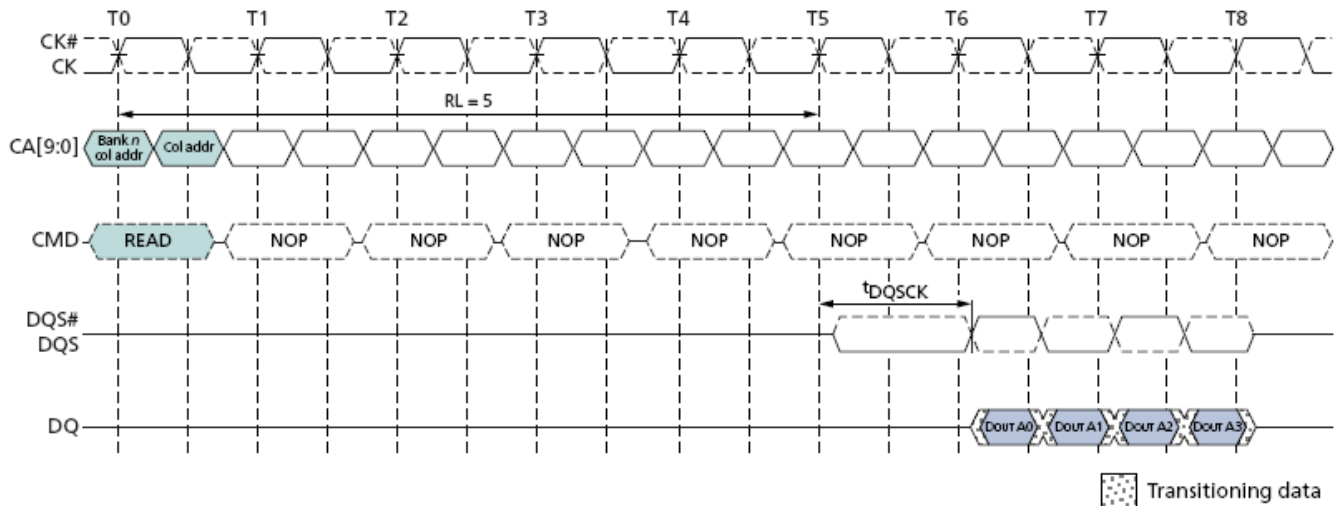 T0 T1 T2 T3 T4 T5 T6 T7 T8
CK#
CK
RL = 5
CA[9:0] Bank n col addr Col addr
CMD READ NOP NOP NOP NOP NOP NOP NOP NOP
tDQSCK
DQS#
DQS
DQ DOUT A0 DOUT A1 DOUT A2 DOUT A3
Transitioning data